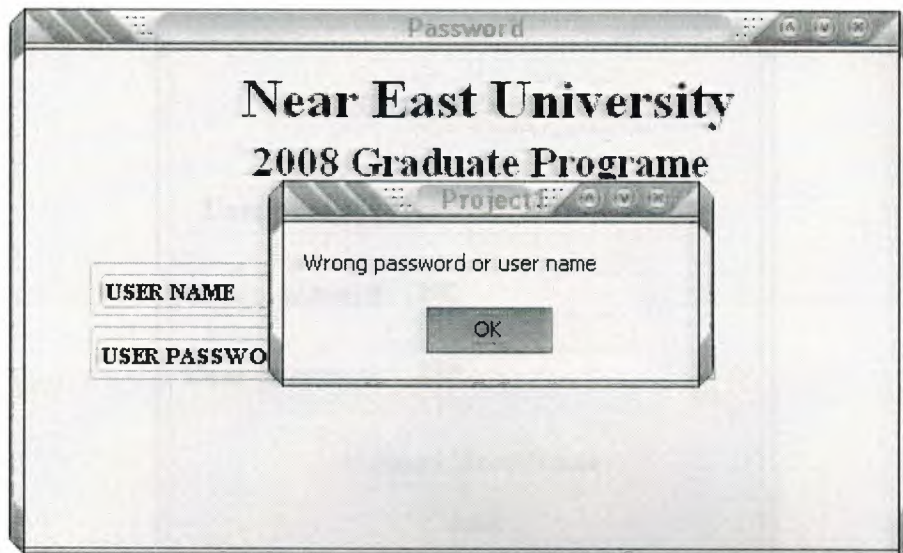 Password
Near East University
2008 Graduate Programe
Project1
Wrong password or user name
USER NAME
OK
USER PASSWO